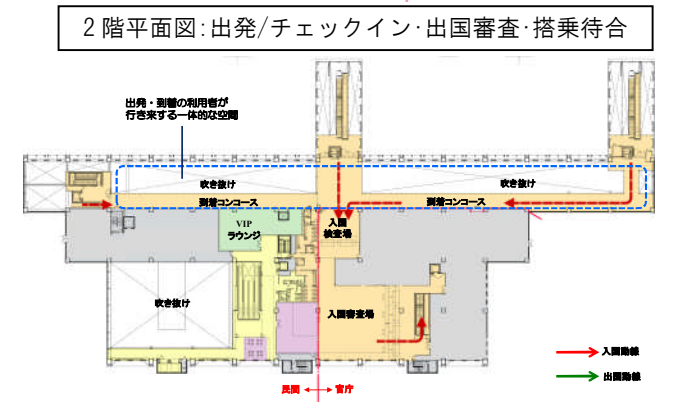 2階平面図:出発/チェックイン･出国審査･搭乗待合
出発・到着の利用者が
行き来する一体的な空間
吹き抜け
吹き抜け
到着コンコース
到着コンコース
VIP
ラウンジ
入国
検査場
吹き抜け
入国審査場
入国動線
出国動線
民間
官庁